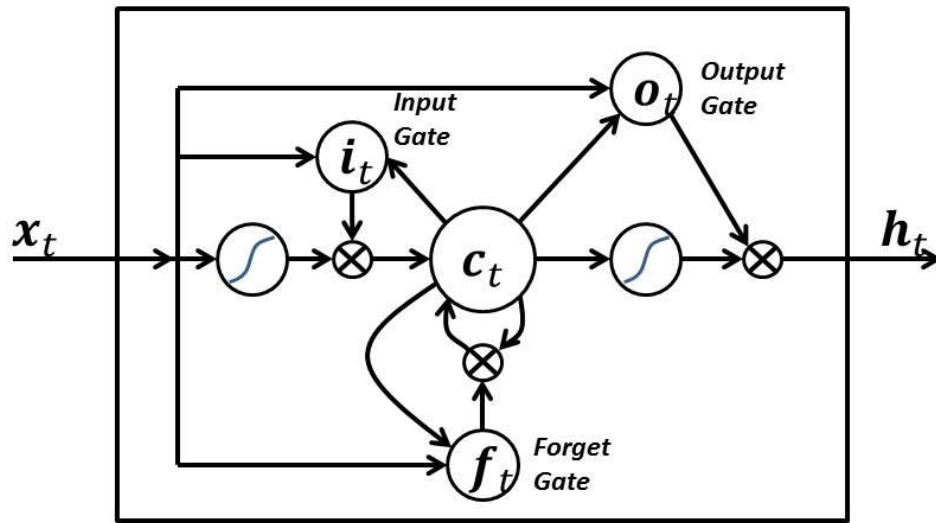 Output
Gate
o_t
Input
Gate
i_t
x_t
c_t
h_t
Forget
Gate
f_t